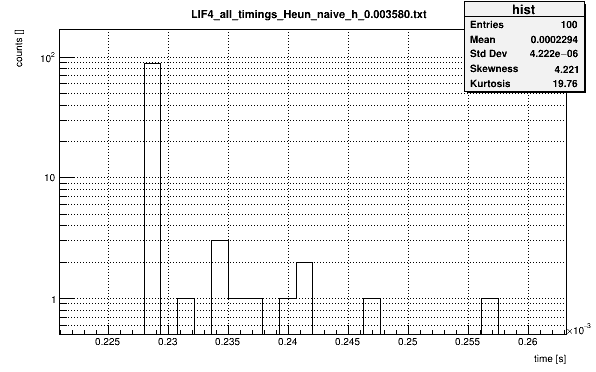 LIF4_all_timings_Heun_naive_h_0.003580.txt
hist
Entries 100
Mean 0.0002294
Std Dev 4.222e−06
Skewness 4.221
Kurtosis 19.76
counts []
10²
10
1
0.225 0.23 0.235 0.24 0.245 0.25 0.255 0.26
×10⁻³
time [s]